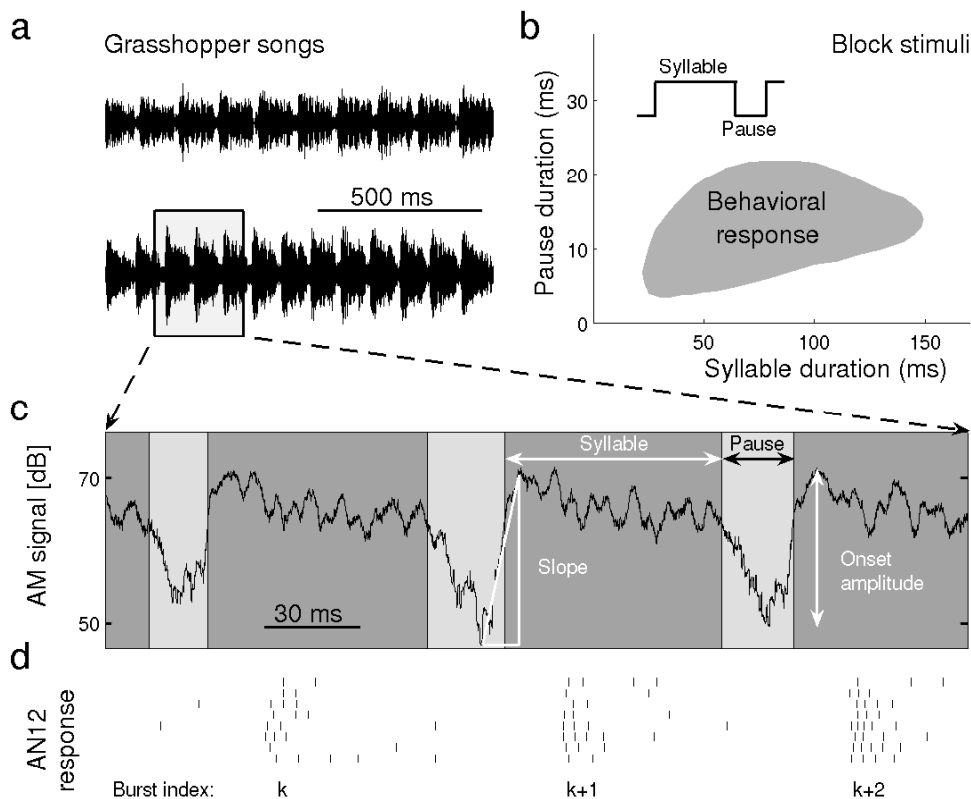 a
Grasshopper songs
500 ms
b
Block stimuli
Syllable
Pause
Behavioral
response
Pause duration (ms)
30
20
10
0
50
100
150
Syllable duration (ms)
c
AM signal [dB]
70
50
Syllable
Pause
Slope
Onset
amplitude
30 ms
d
AN12
response
Burst index:
k
k+1
k+2